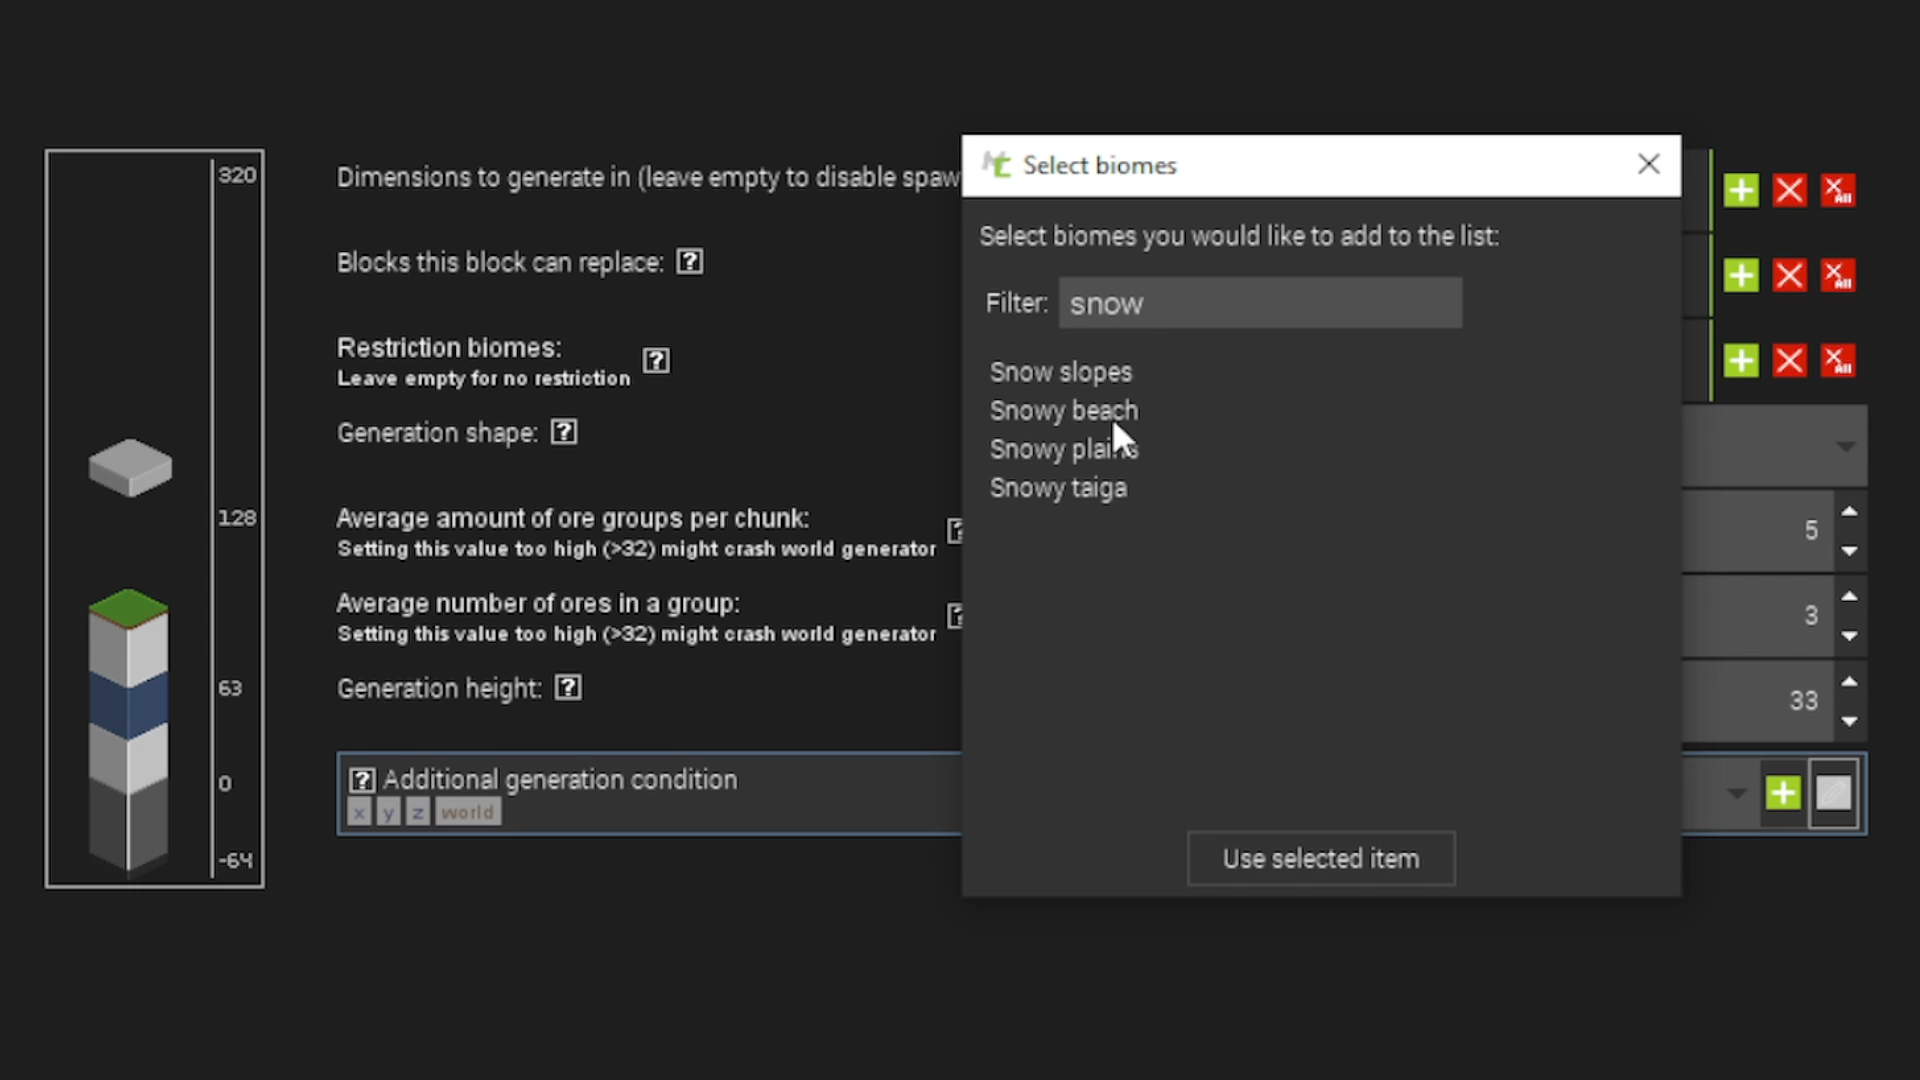 320
128
63
0
-64
Dimensions to generate in (leave empty to disable spaw
Blocks this block can replace: ?
Restriction biomes: ?
Leave empty for no restriction
Generation shape: ?
Average amount of ore groups per chunk:
Setting this value too high (>32) might crash world generator
Average number of ores in a group:
Setting this value too high (>32) might crash world generator
Generation height: ?
? Additional generation condition
x y z world
Select biomes
Select biomes you would like to add to the list:
Filter: snow
Snow slopes
Snowy beach
Snowy plains
Snowy taiga
Use selected item
All
All
All
5
3
33